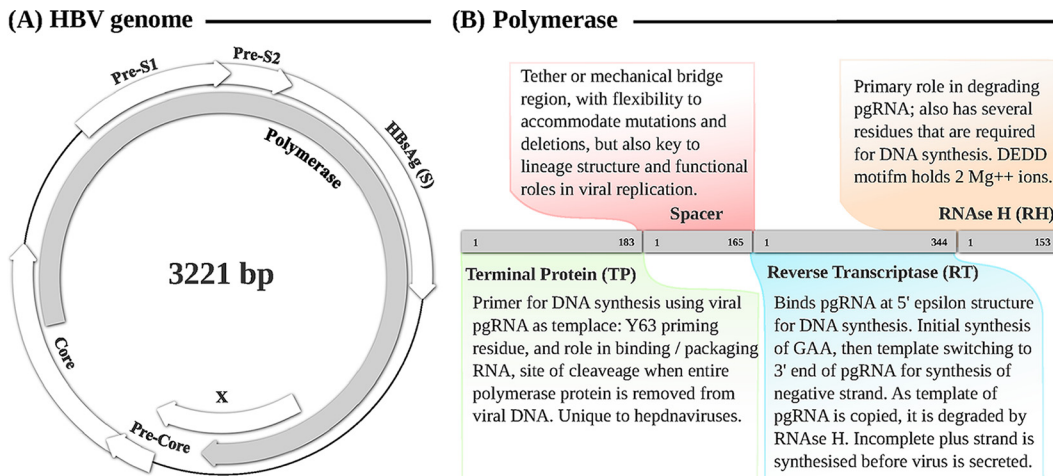 (A) HBV genome
Pre-S1
Pre-S2
HBsAg (S)
Polymerase
3221 bp
Core
X
Pre-Core
(B) Polymerase
Tether or mechanical bridge
region, with flexibility to
accommodate mutations and
deletions, but also key to
lineage structure and functional
roles in viral replication.
Spacer
Primary role in degrading
pgRNA; also has several
residues that are required
for DNA synthesis. DEDD
motifm holds 2 Mg++ ions.
RNAse H (RH)
1 183 1 165 1 344 1 153
Terminal Protein (TP)
Primer for DNA synthesis using viral
pgRNA as templace: Y63 priming
residue, and role in binding / packaging
RNA, site of cleavage when entire
polymerase protein is removed from
viral DNA. Unique to hepdnaviruses.
Reverse Transcriptase (RT)
Binds pgRNA at 5' epsilon structure
for DNA synthesis. Initial synthesis
of GAA, then template switching to
3' end of pgRNA for synthesis of
negative strand. As template of
pgRNA is copied, it is degraded by
RNAse H. Incomplete plus strand is
synthesised before virus is secreted.